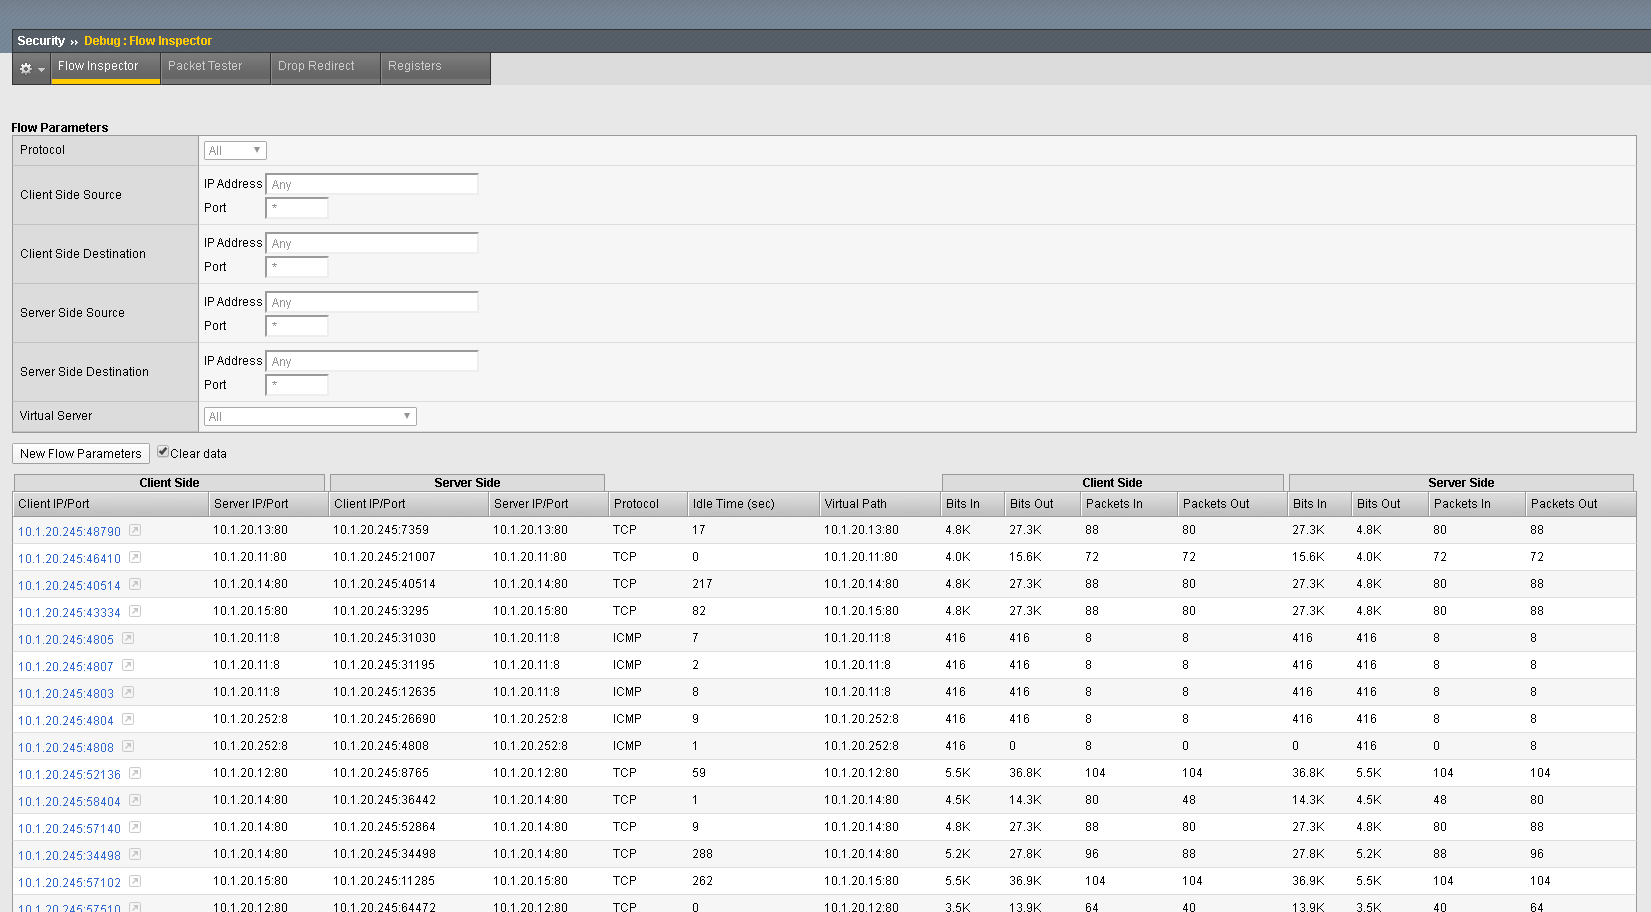 Security » Debug : Flow Inspector
Flow Inspector Packet Tester Drop Redirect Registers
Flow Parameters
Protocol All
Client Side Source
IP Address Any
Port *
Client Side Destination
IP Address Any
Port *
Server Side Source
IP Address Any
Port *
Server Side Destination
IP Address Any
Port *
Virtual Server All
New Flow Parameters Clear data
Client Side Server Side Client Side Server Side
Client IP/Port Server IP/Port Client IP/Port Server IP/Port Protocol Idle Time (sec) Virtual Path Bits In Bits Out Packets In Packets Out Bits In Bits Out Packets In Packets Out
10.1.20.245:48790 10.1.20.13:80 10.1.20.245:7359 10.1.20.13:80 TCP 17 10.1.20.13:80 4.8K 27.3K 88 80 27.3K 4.8K 80 88
10.1.20.245:46410 10.1.20.11:80 10.1.20.245:21007 10.1.20.11:80 TCP 0 10.1.20.11:80 4.0K 15.6K 72 72 15.6K 4.0K 72 72
10.1.20.245:40514 10.1.20.14:80 10.1.20.245:40514 10.1.20.14:80 TCP 217 10.1.20.14:80 4.8K 27.3K 88 80 27.3K 4.8K 80 88
10.1.20.245:43334 10.1.20.15:80 10.1.20.245:3295 10.1.20.15:80 TCP 82 10.1.20.15:80 4.8K 27.3K 88 80 27.3K 4.8K 80 88
10.1.20.245:4805 10.1.20.11:8 10.1.20.245:31030 10.1.20.11:8 ICMP 7 10.1.20.11:8 416 416 8 8 416 416 8 8
10.1.20.245:4807 10.1.20.11:8 10.1.20.245:31195 10.1.20.11:8 ICMP 2 10.1.20.11:8 416 416 8 8 416 416 8 8
10.1.20.245:4803 10.1.20.11:8 10.1.20.245:12635 10.1.20.11:8 ICMP 8 10.1.20.11:8 416 416 8 8 416 416 8 8
10.1.20.245:4804 10.1.20.252:8 10.1.20.245:26690 10.1.20.252:8 ICMP 9 10.1.20.252:8 416 416 8 8 416 416 8 8
10.1.20.245:4808 10.1.20.252:8 10.1.20.245:4808 10.1.20.252:8 ICMP 1 10.1.20.252:8 416 0 8 0 0 416 0 8
10.1.20.245:52136 10.1.20.12:80 10.1.20.245:8765 10.1.20.12:80 TCP 59 10.1.20.12:80 5.5K 36.8K 104 104 36.8K 5.5K 104 104
10.1.20.245:58404 10.1.20.14:80 10.1.20.245:36442 10.1.20.14:80 TCP 1 10.1.20.14:80 4.5K 14.3K 80 48 14.3K 4.5K 48 80
10.1.20.245:57140 10.1.20.14:80 10.1.20.245:52864 10.1.20.14:80 TCP 9 10.1.20.14:80 4.8K 27.3K 88 80 27.3K 4.8K 80 88
10.1.20.245:34498 10.1.20.14:80 10.1.20.245:34498 10.1.20.14:80 TCP 288 10.1.20.14:80 5.2K 27.8K 96 88 27.8K 5.2K 88 96
10.1.20.245:57102 10.1.20.15:80 10.1.20.245:11285 10.1.20.15:80 TCP 262 10.1.20.15:80 5.5K 36.9K 104 104 36.9K 5.5K 104 104
10.1.20.245:57510 10.1.20.12:80 10.1.20.245:64472 10.1.20.12:80 TCP 0 10.1.20.12:80 3.5K 13.9K 64 40 13.9K 3.5K 40 64